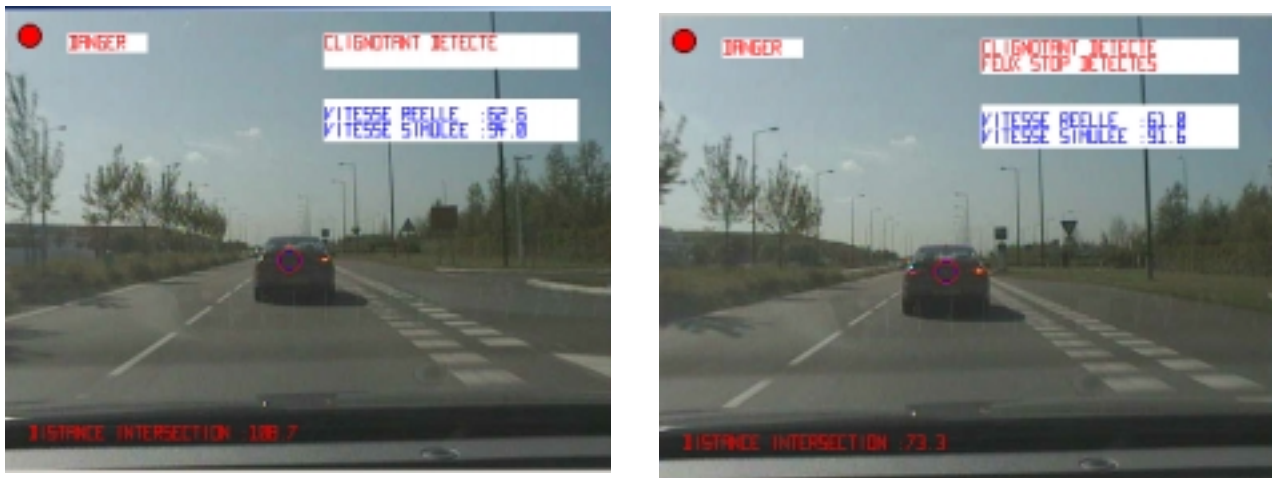 DANGER
CLIGNOTANT DETECTE
VITESSE REELLE :62.6
VITESSE SIMULEE :94.0
DISTANCE INTERSECTION :108.7
DANGER
CLIGNOTANT DETECTE
FEUX STOP DETECTES
VITESSE REELLE :61.0
VITESSE SIMULEE :91.6
DISTANCE INTERSECTION :73.3